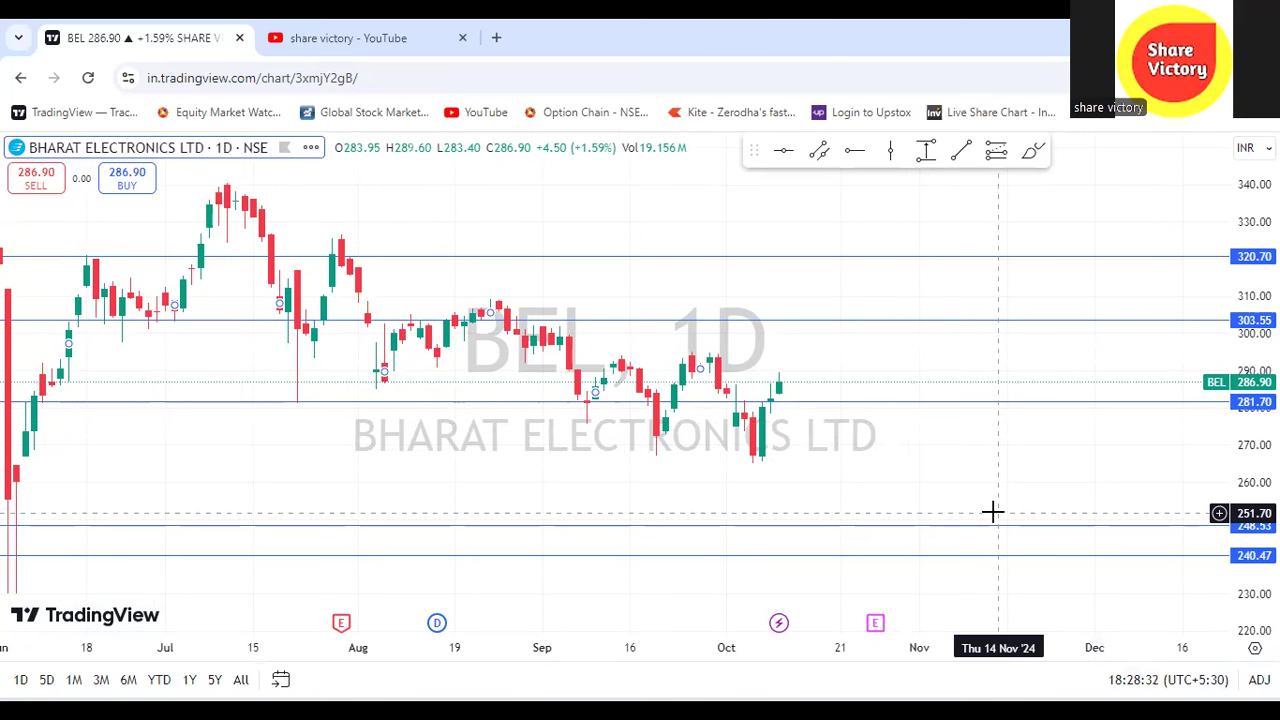 BEL 286.90 ▲ +1.59% SHARE V
share victory - YouTube
in.tradingview.com/chart/3xmjY2gB/
TradingView — Trac...
Equity Market Watc...
Global Stock Market...
YouTube
Option Chain - NSE...
Kite - Zerodha's fast...
Login to Upstox
Inv
Live Share Chart - In...
Share
Victory
share victory
BHARAT ELECTRONICS LTD · 1D · NSE
O283.95 H289.60 L283.40 C286.90 +4.50 (+1.59%) Vol19.156M
INR
286.90
SELL
0.00
286.90
BUY
BEL, 1D
BHARAT ELECTRONICS LTD
340.00
330.00
320.70
310.00
303.55
300.00
290.00
BEL 286.90
281.70
280.00
270.00
260.00
251.70
248.53
240.47
230.00
220.00
TradingView
E
D
E
18
Jul
15
Aug
19
Sep
16
Oct
21
Nov
Thu 14 Nov '24
Dec
16
1D 5D 1M 3M 6M YTD 1Y 5Y All
18:28:32 (UTC+5:30)
ADJ